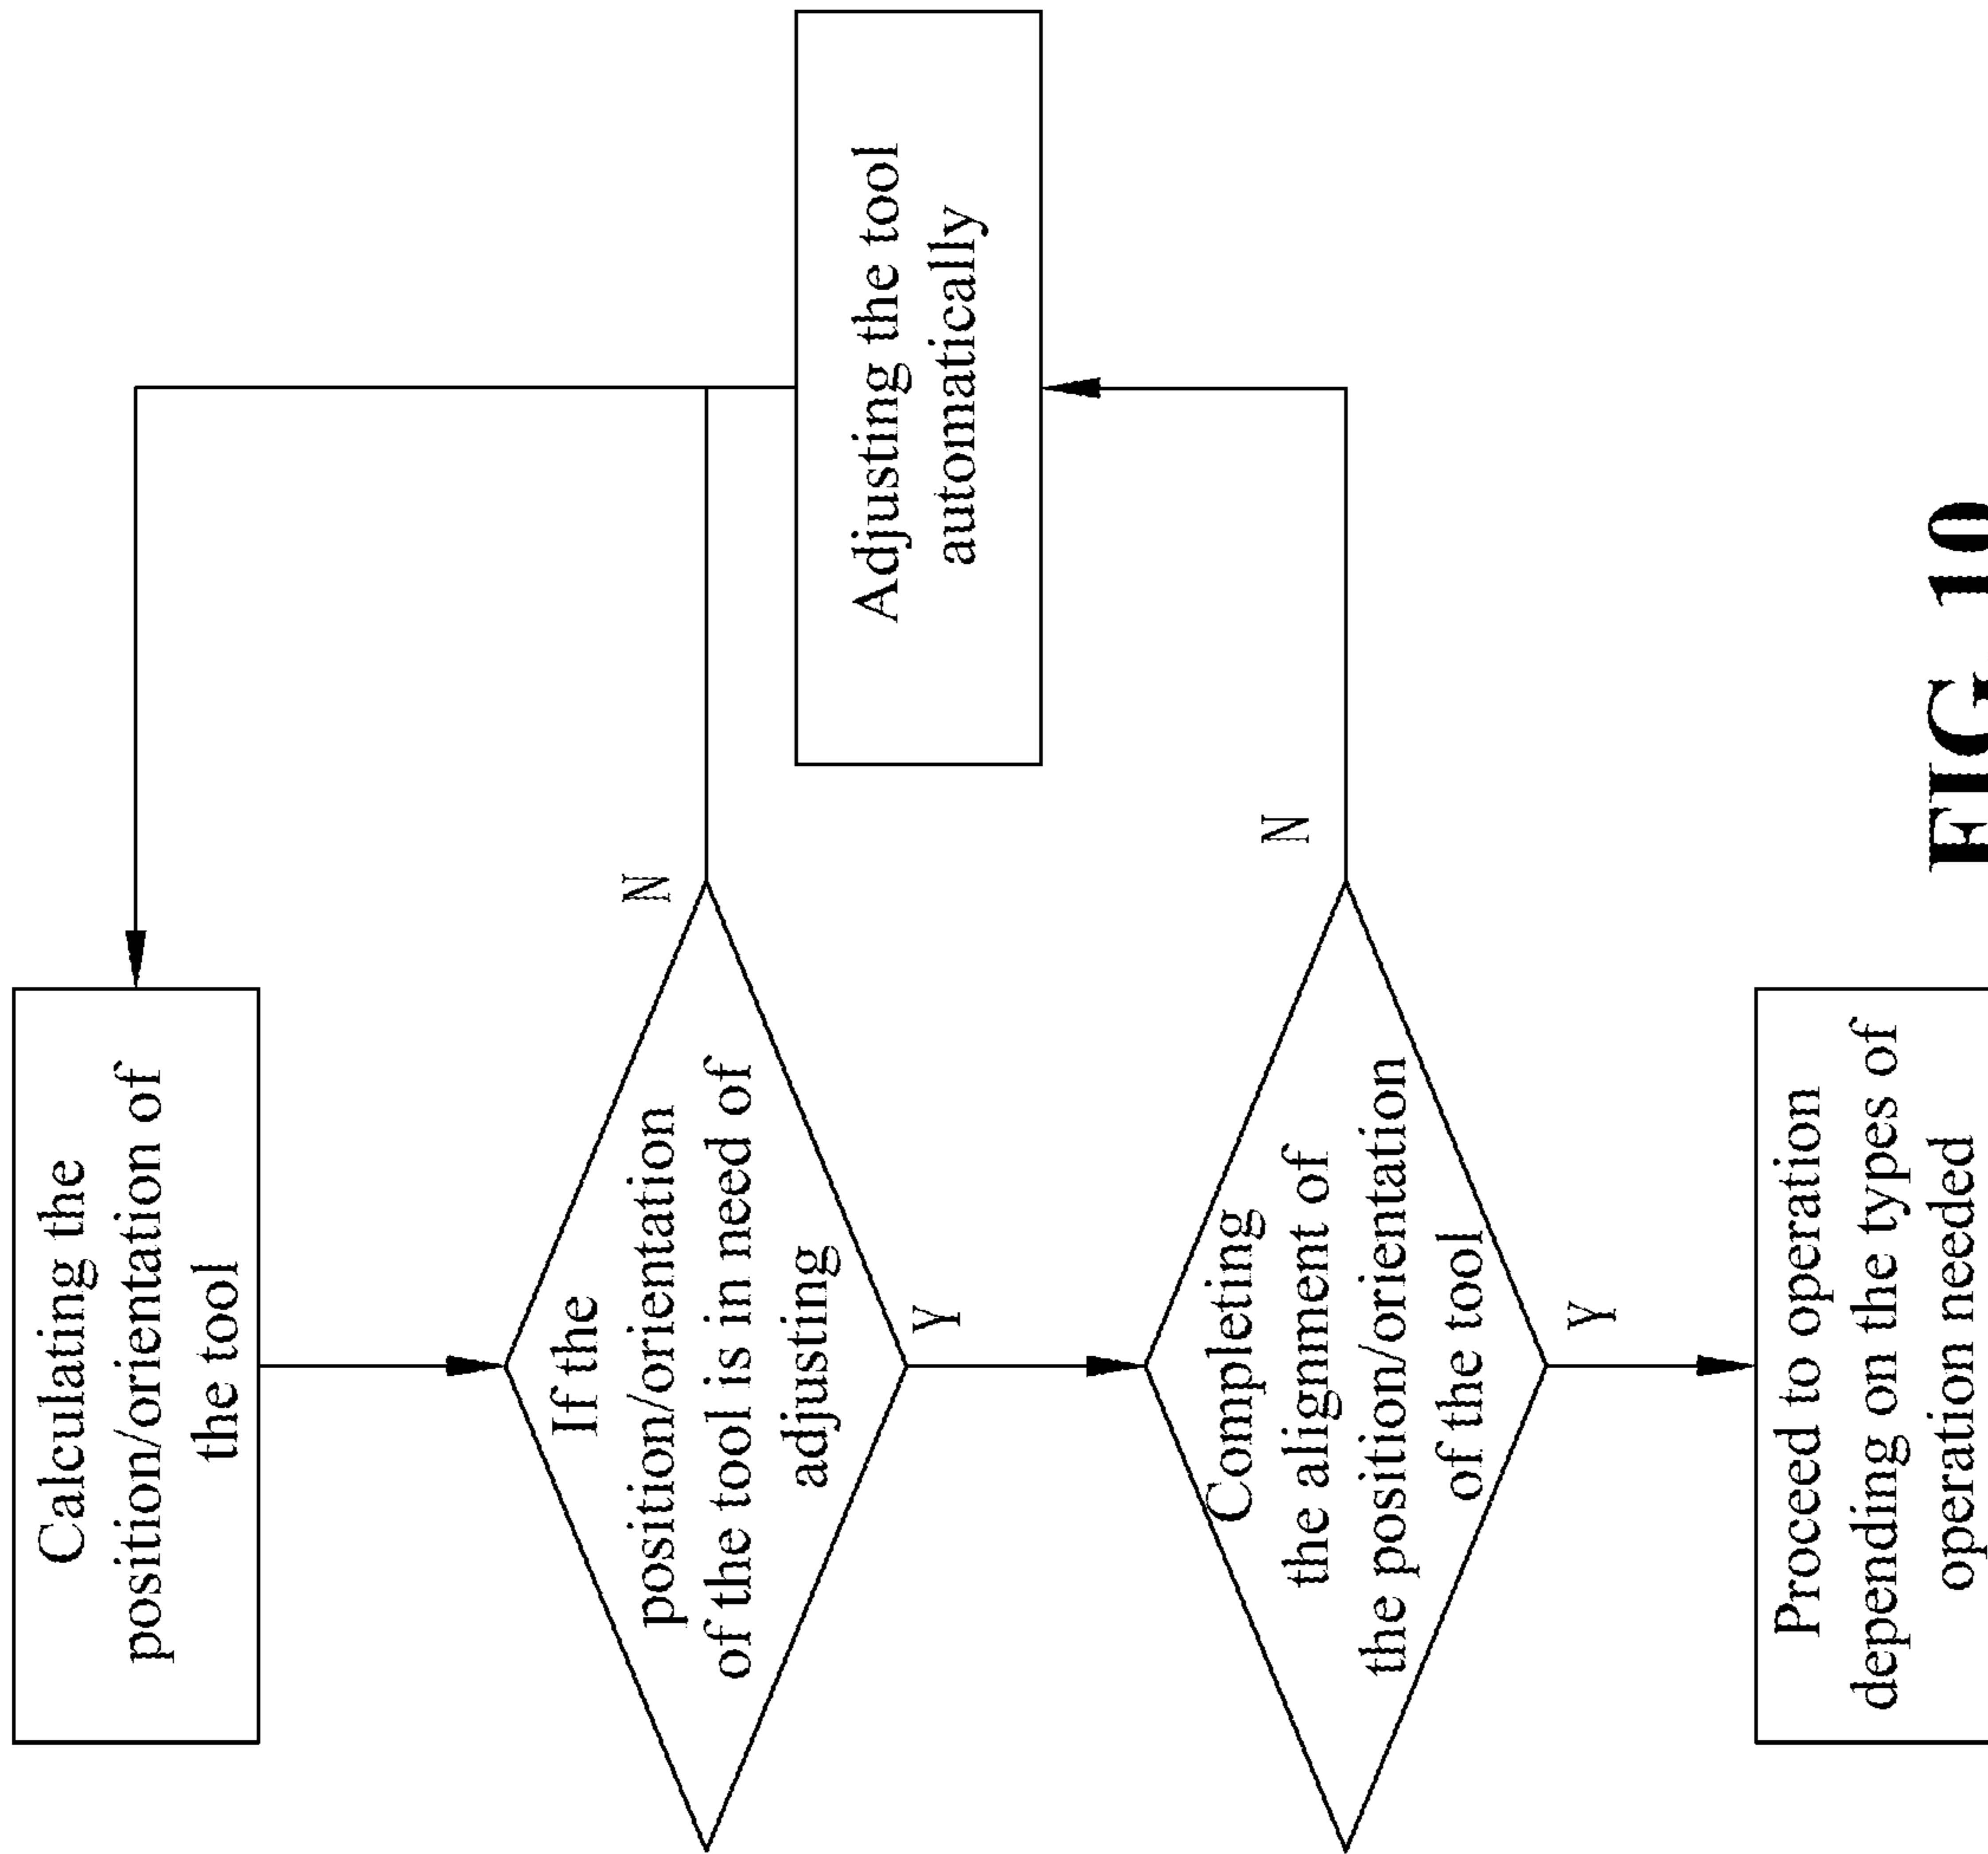 Calculating the
position/orientation of
the tool
If the
position/orientation
of the tool is in need of
adjusting
N
Y
Adjusting the tool
automatically
Completing
the alignment of
the position/orientation
of the tool
N
Y
Proceed to operation
depending on the types of
operation needed
FIG 10